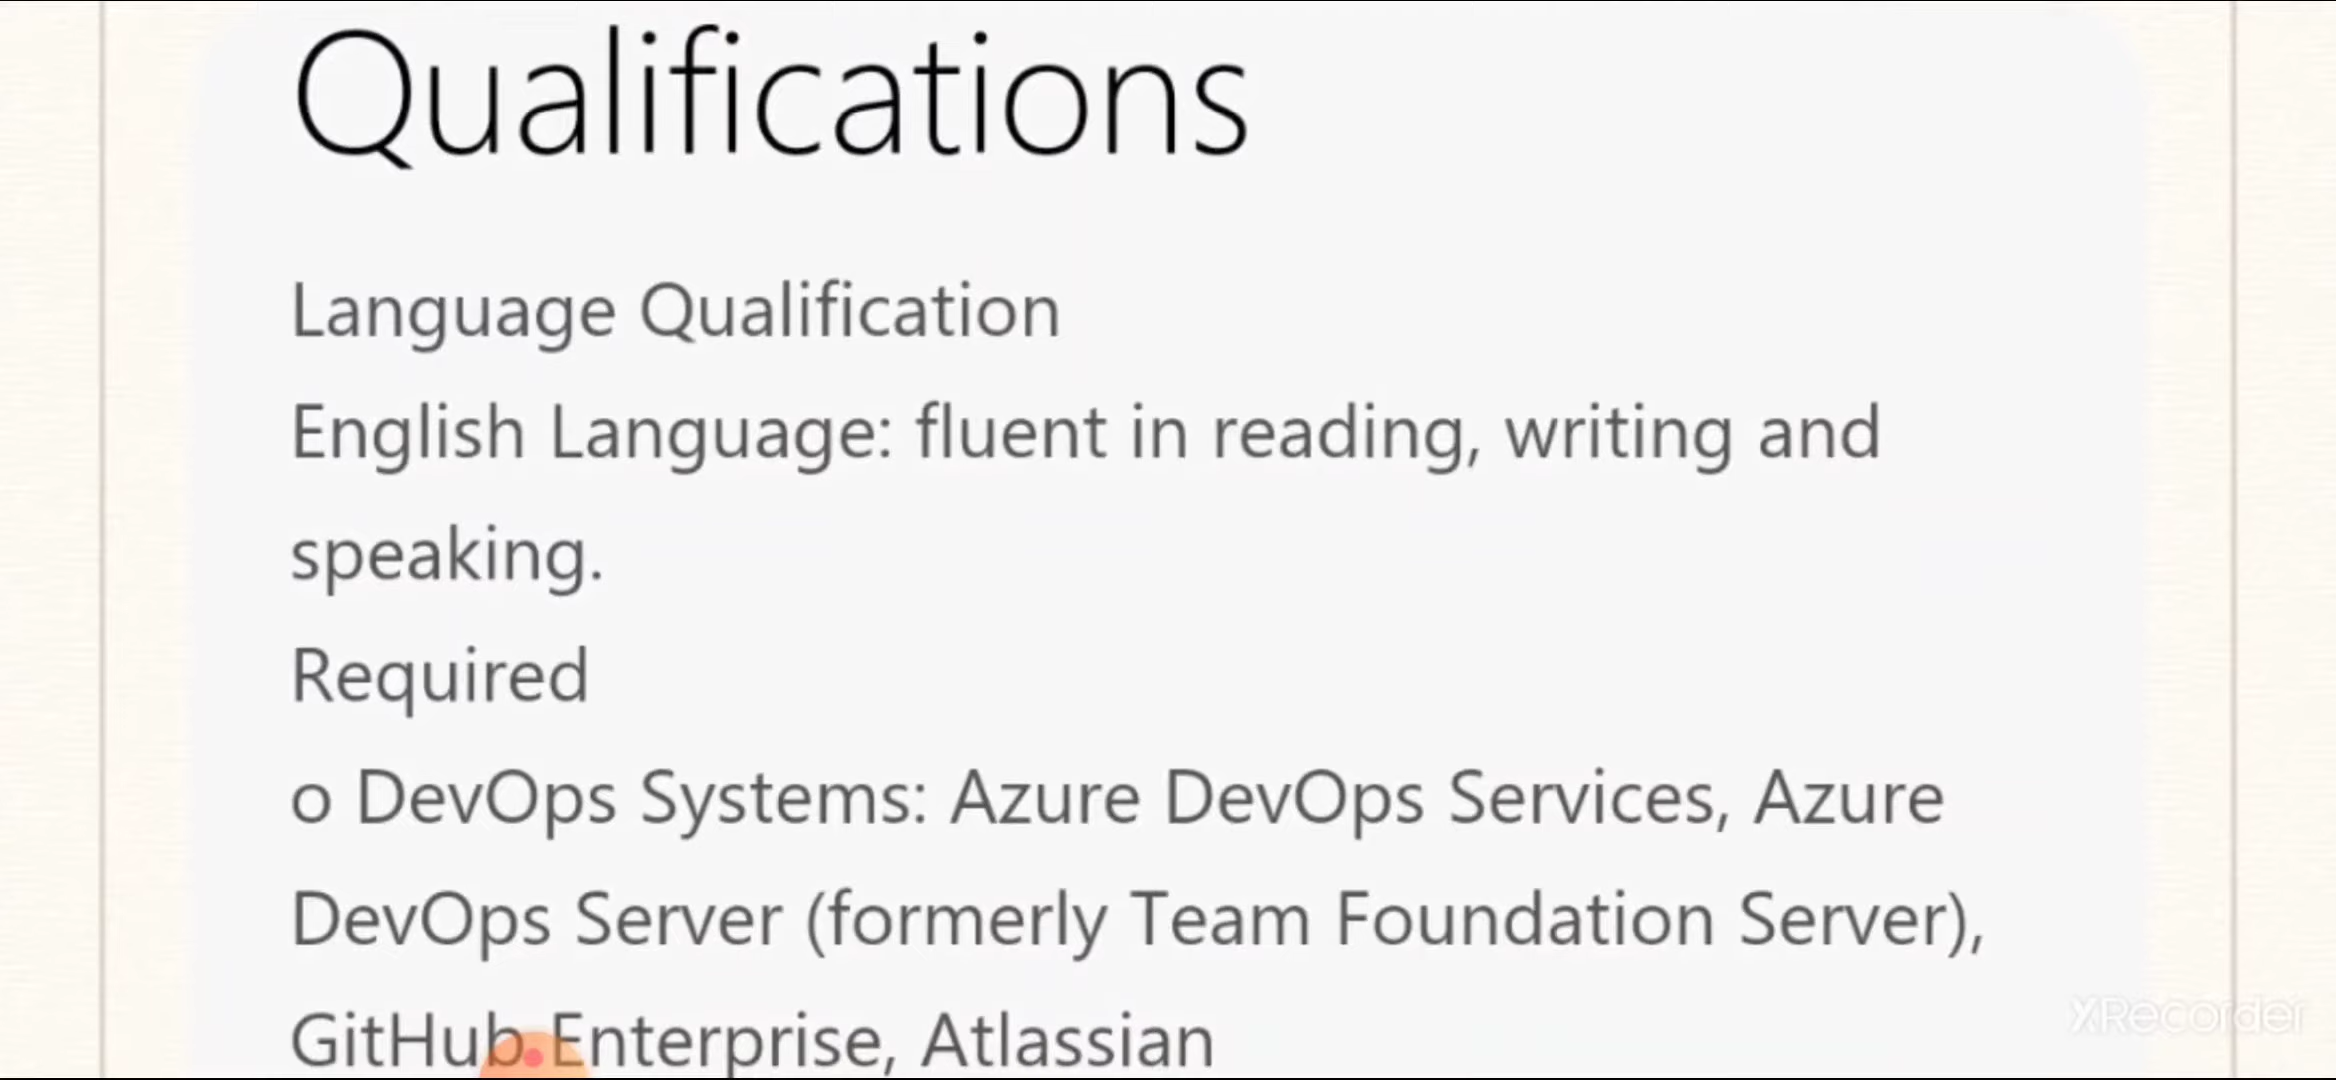 Qualifications
Language Qualification
English Language: fluent in reading, writing and
speaking.
Required
o DevOps Systems: Azure DevOps Services, Azure
DevOps Server (formerly Team Foundation Server),
GitHub Enterprise, Atlassian
XRecorder